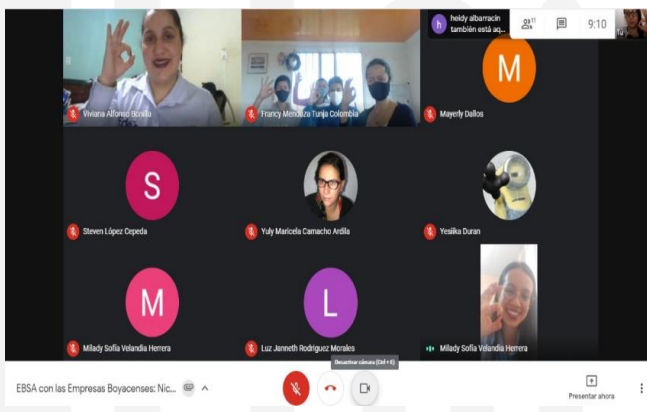 heidy albarracin
también está aq...
11
9:10
Tú
Viviana Alfonso Bonilla
Francy Mendoza Tunja Colombia
M
Mayerly Dallos
S
Steven López Cepeda
Yuly Maricela Camacho Ardila
Yesiika Duran
M
Milady Sofia Velandia Herrera
L
Luz Janneth Rodriguez Morales
Milady Sofia Velandia Herrera
Desactivar cámara (Ctrl + E)
EBSA con las Empresas Boyacenses: Nic...
Presentar ahora